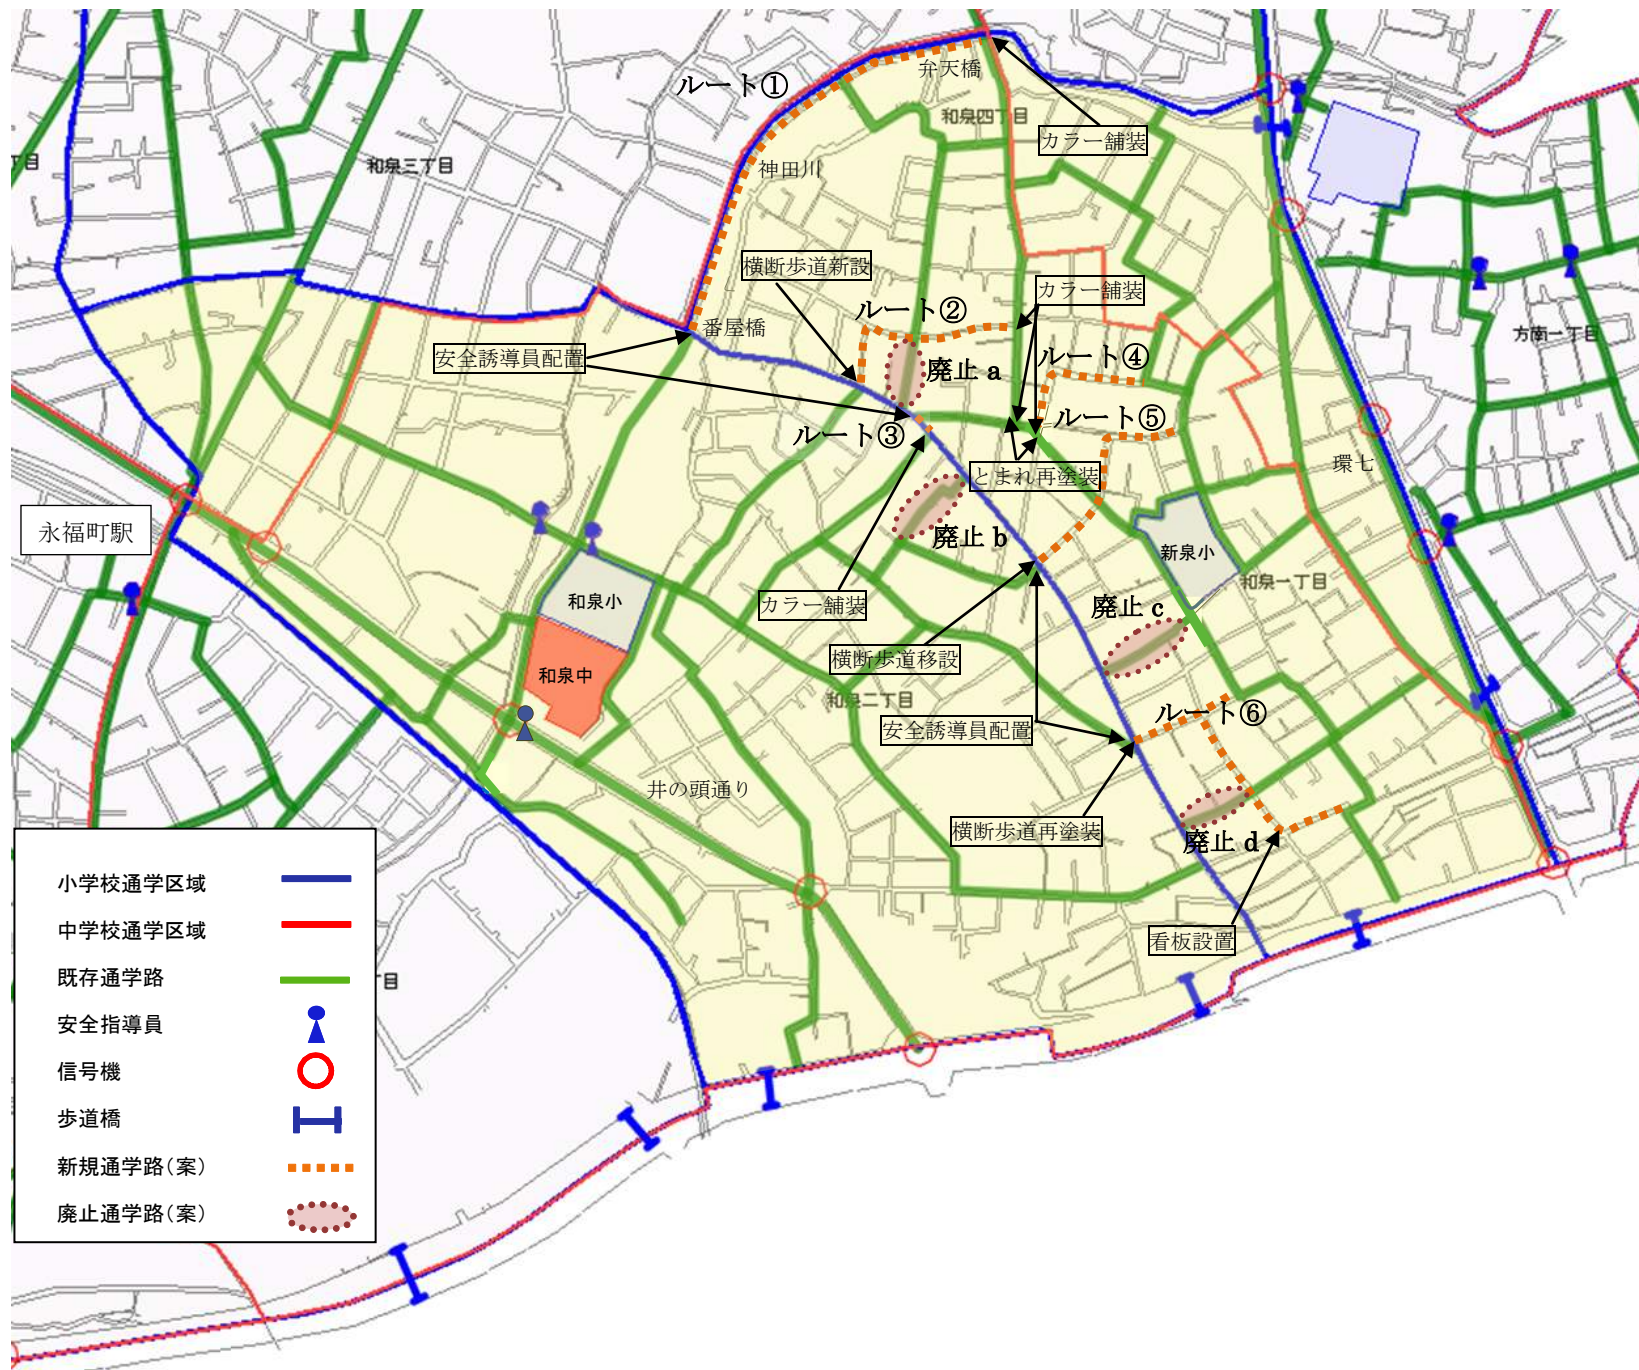 ルート①
弁天橋
和泉四丁目
カラー舗装
丁目
和泉三丁目
神田川
横断歩道新設
カラー舗装
ルート②
番屋橋
方南一丁目
安全誘導員配置
ルート④
廃止 a
ルート⑤
ルート③
環七
とまれ再塗装
永福町駅
廃止 b
新泉小
和泉一丁目
和泉小
カラー舗装
廃止 c
横断歩道移設
和泉中
和泉二丁目
ルート⑥
安全誘導員配置
井の頭通り
横断歩道再塗装
廃止 d
看板設置
目
小学校通学区域
中学校通学区域
既存通学路
安全指導員
信号機
歩道橋
新規通学路(案)
廃止通学路(案)